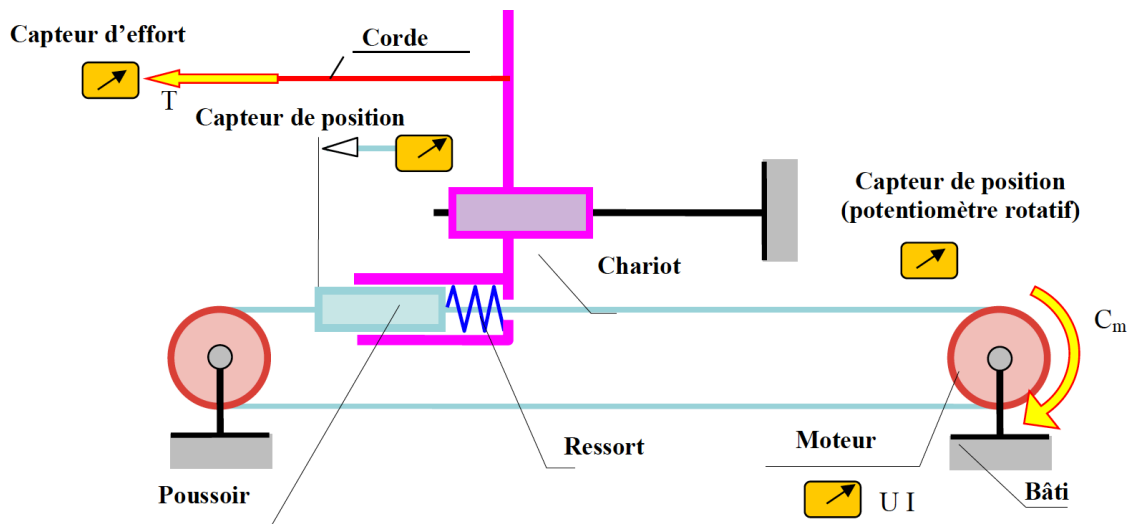 Capteur d'effort
Corde
T
Capteur de position
Capteur de position
(potentiomètre rotatif)
Chariot
Cm
Ressort
Moteur
Poussoir
U I
Bâti